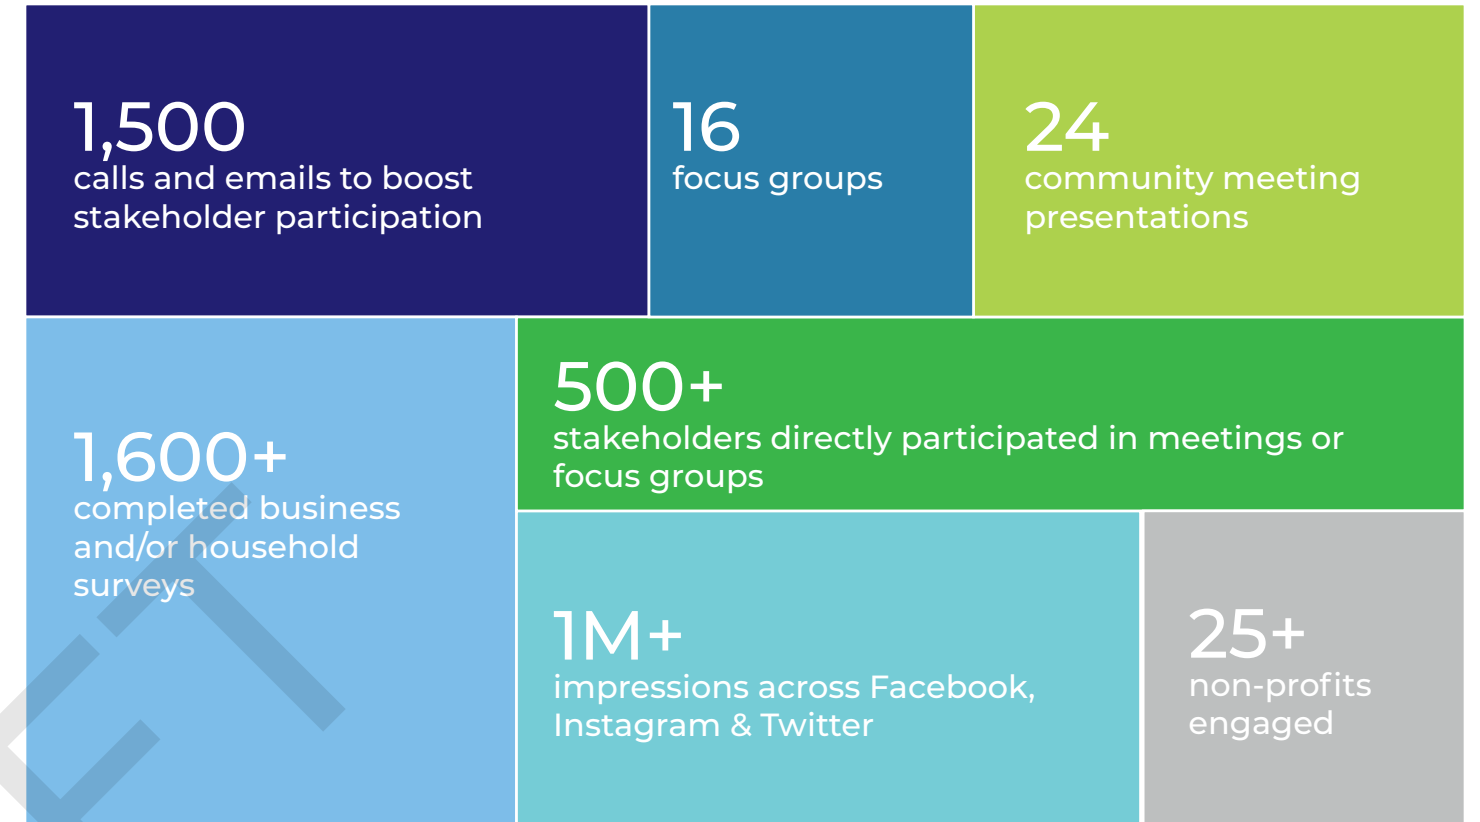 1,500
calls and emails to boost
stakeholder participation
16
focus groups
24
community meeting
presentations
1,600+
completed business
and/or household
surveys
500+
stakeholders directly participated in meetings or
focus groups
1M+
impressions across Facebook,
Instagram & Twitter
25+
non-profits
engaged
FT